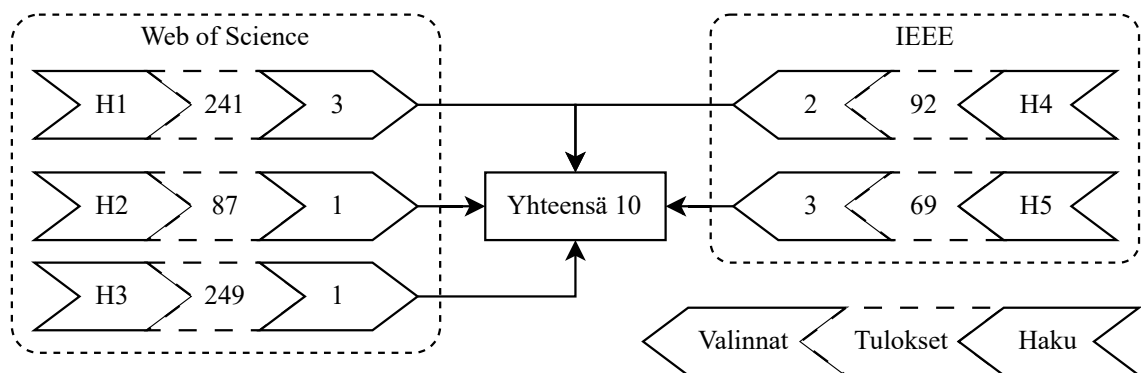 Web of Science
H1 241 3
H2 87 1
H3 249 1
Yhteensä 10
IEEE
2 92 H4
3 69 H5
Valinnat Tulokset Haku